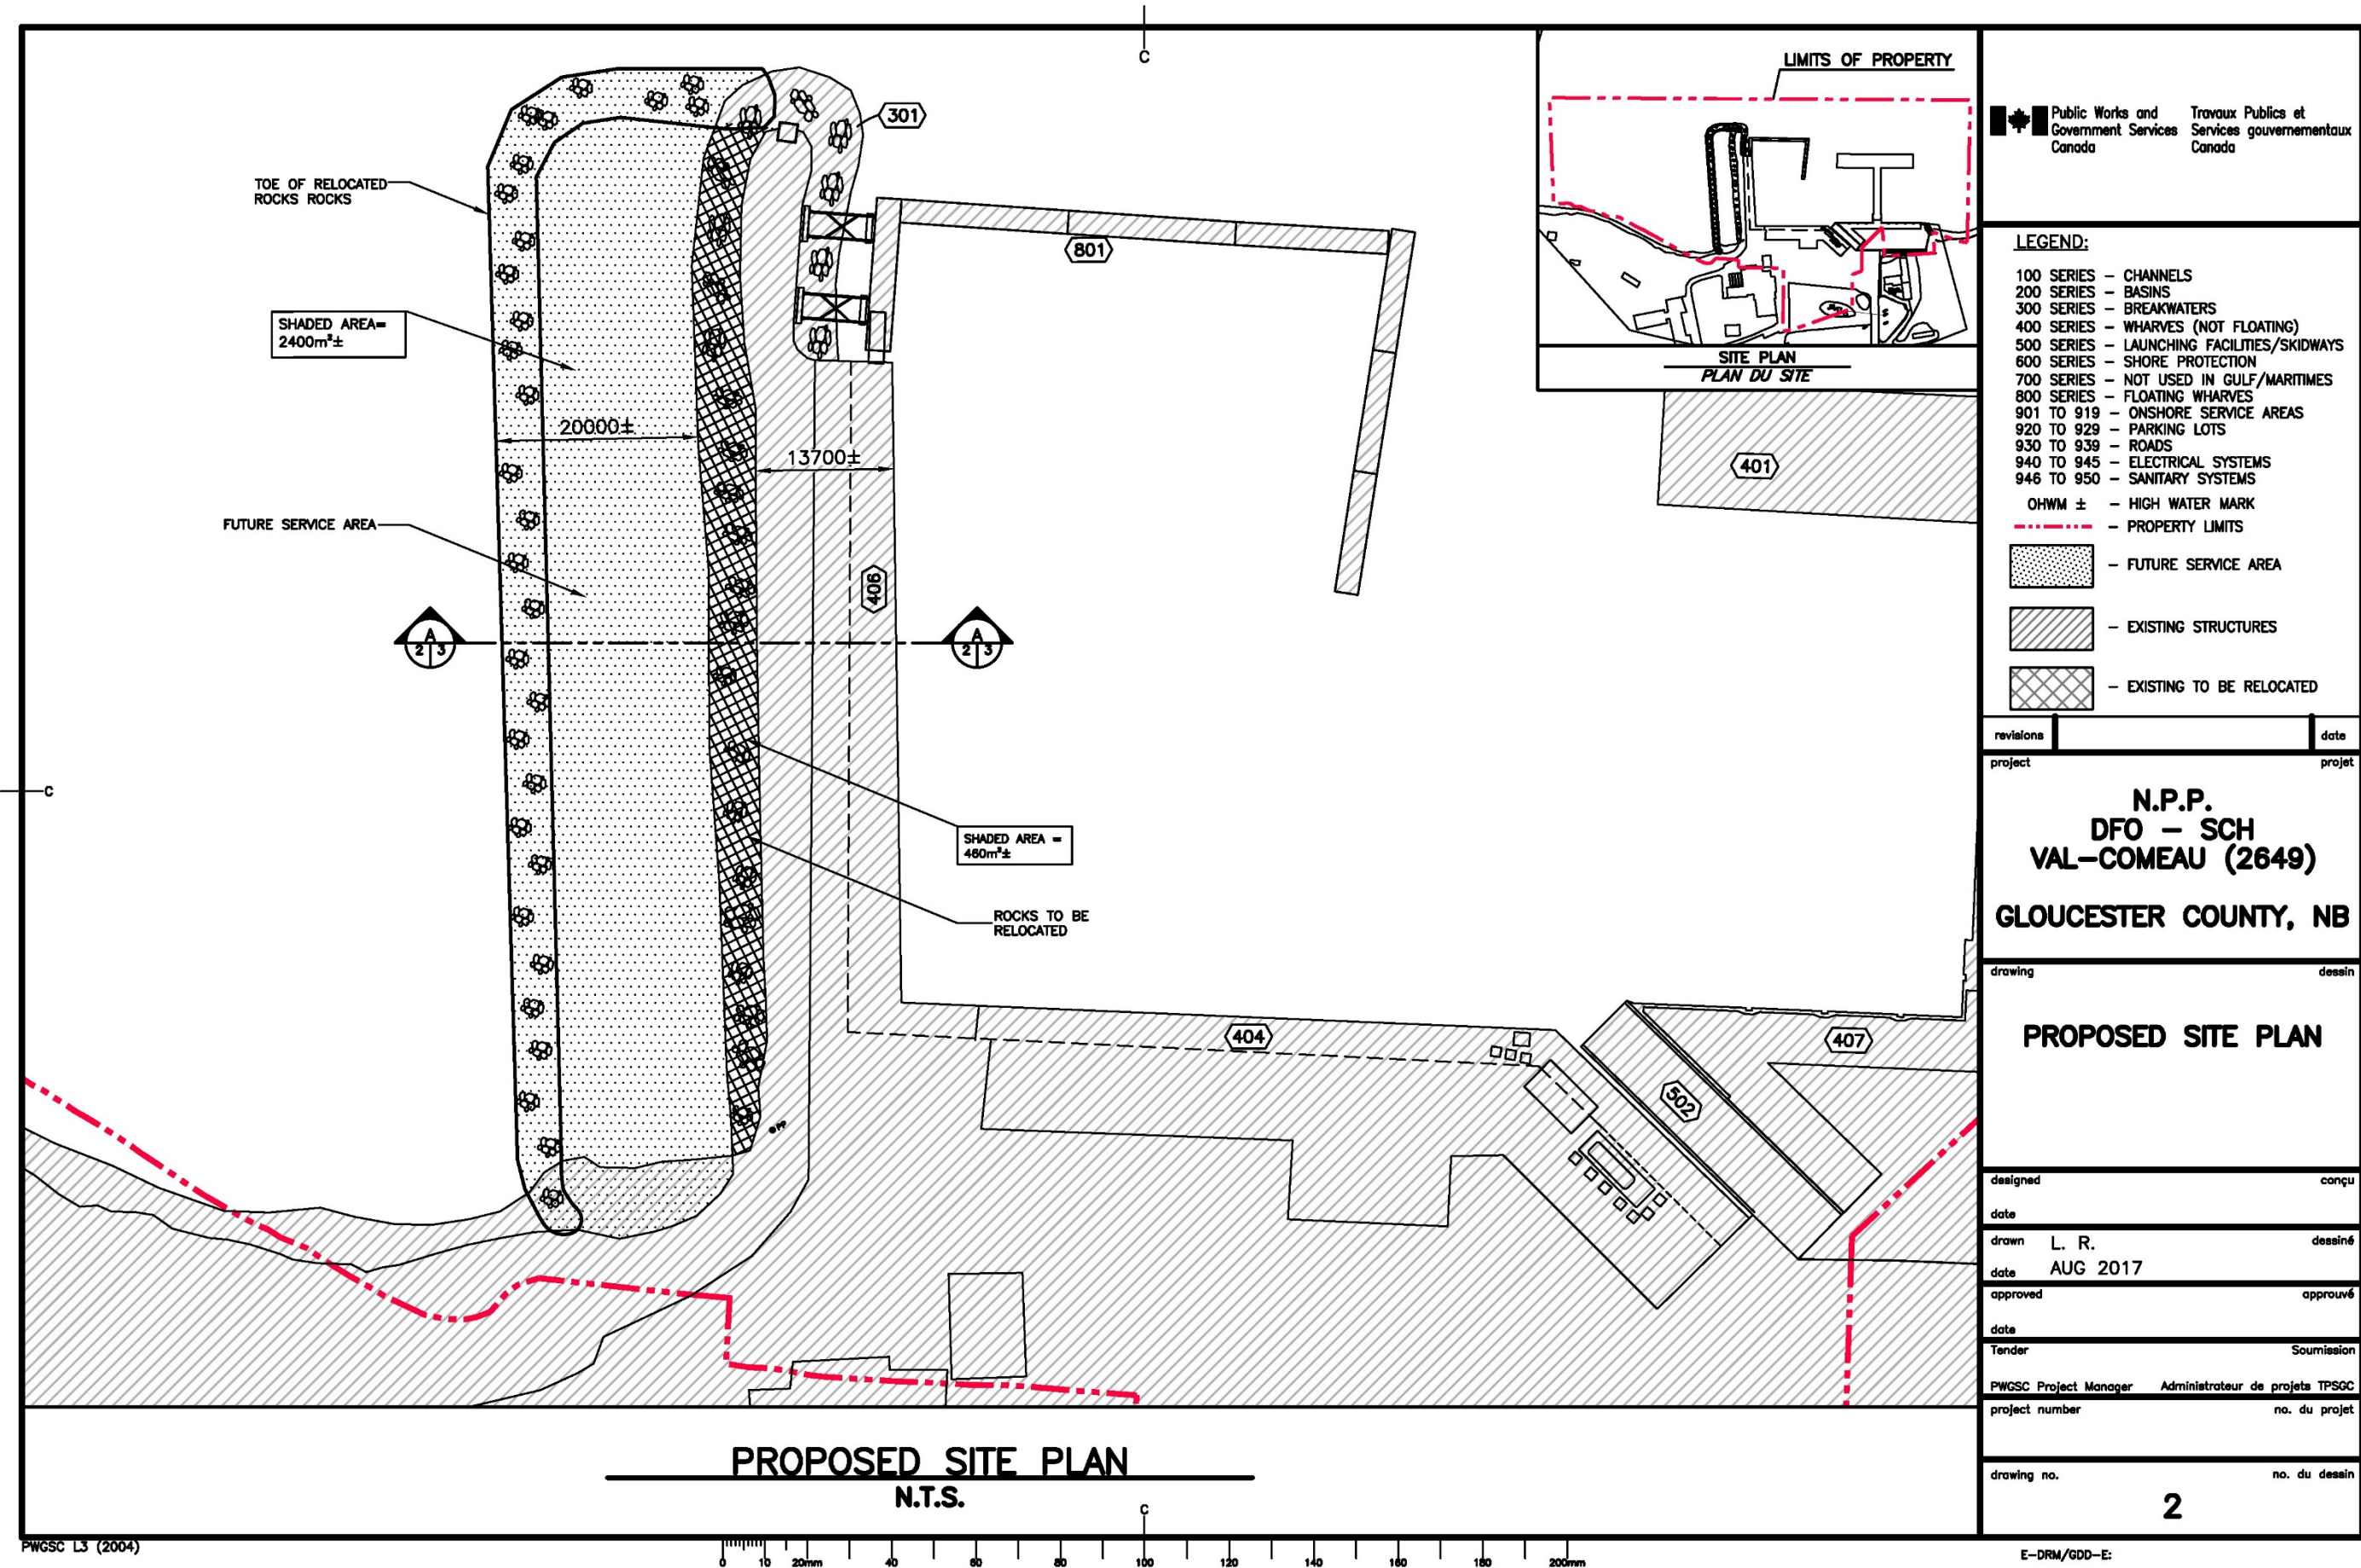 C
301
TOE OF RELOCATED
ROCKS ROCKS
801
SHADED AREA=
2400m²±
20000±
13700±
401
FUTURE SERVICE AREA
406
A
2 3
A
2 3
C
SHADED AREA =
460m²±
ROCKS TO BE
RELOCATED
404
407
502
PP
PROPOSED SITE PLAN
N.T.S.
C
LIMITS OF PROPERTY
SITE PLAN
PLAN DU SITE
Public Works and
Government Services
Canada
Travaux Publics et
Services gouvernementaux
Canada
LEGEND:
100 SERIES – CHANNELS
200 SERIES – BASINS
300 SERIES – BREAKWATERS
400 SERIES – WHARVES (NOT FLOATING)
500 SERIES – LAUNCHING FACILITIES/SKIDWAYS
600 SERIES – SHORE PROTECTION
700 SERIES – NOT USED IN GULF/MARITIMES
800 SERIES – FLOATING WHARVES
901 TO 919 – ONSHORE SERVICE AREAS
920 TO 929 – PARKING LOTS
930 TO 939 – ROADS
940 TO 945 – ELECTRICAL SYSTEMS
946 TO 950 – SANITARY SYSTEMS
OHWM ± – HIGH WATER MARK
– PROPERTY LIMITS
– FUTURE SERVICE AREA
– EXISTING STRUCTURES
– EXISTING TO BE RELOCATED
revisions date
project projet
N.P.P.
DFO – SCH
VAL–COMEAU (2649)
GLOUCESTER COUNTY, NB
drawing dessin
PROPOSED SITE PLAN
designed conçu
date
drawn L. R. dessiné
date AUG 2017
approved approuvé
date
Tender Soumission
PWGSC Project Manager Administrateur de projets TPSGC
project number no. du projet
drawing no. no. du dessin
2
PWGSC L3 (2004)
0 10 20mm 40 60 80 100 120 140 160 180 200mm
E–DRM/GDD–E: